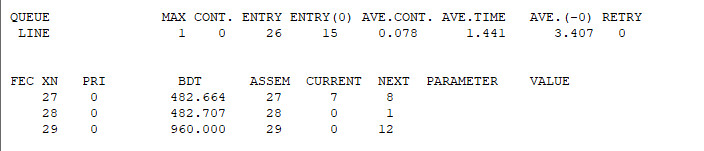 QUEUE MAX CONT. ENTRY ENTRY(0) AVE.CONT. AVE.TIME AVE.(-0) RETRY
LINE 1 0 26 15 0.078 1.441 3.407 0
FEC XN PRI BDT ASSEM CURRENT NEXT PARAMETER VALUE
27 0 482.664 27 7 8
28 0 482.707 28 0 1
29 0 960.000 29 0 12